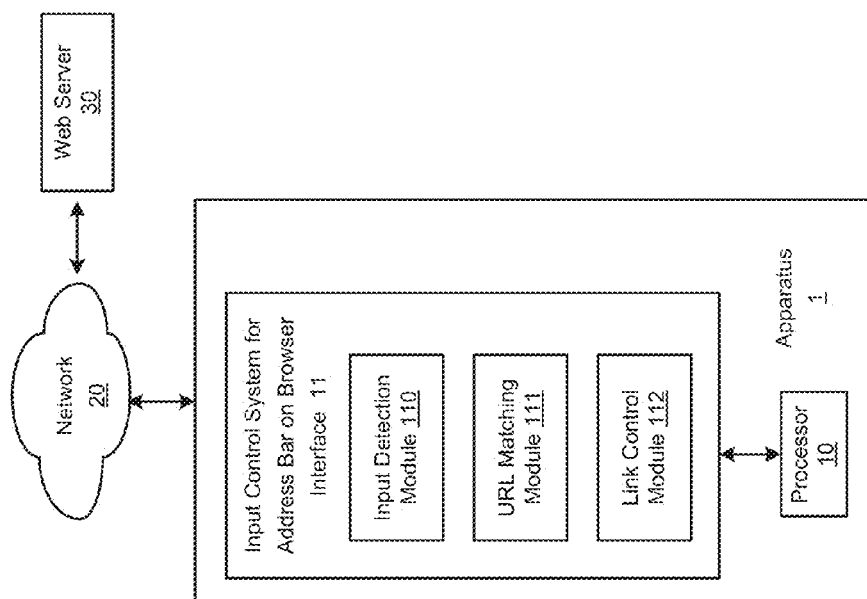 Web Server
30
Network
20
Input Control System for
Address Bar on Browser
Interface 11
Input Detection
Module 110
URL Matching
Module 111
Link Control
Module 112
Apparatus
1
Processor
10